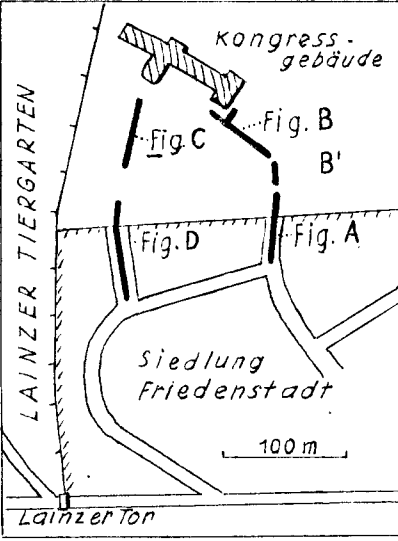 Kongress-
gebäude
LAINZER TIERGARTEN
Fig. B
Fig. C
B'
Fig. D
Fig. A
Siedlung
Friedenstadt
100 m
Lainzer Tor